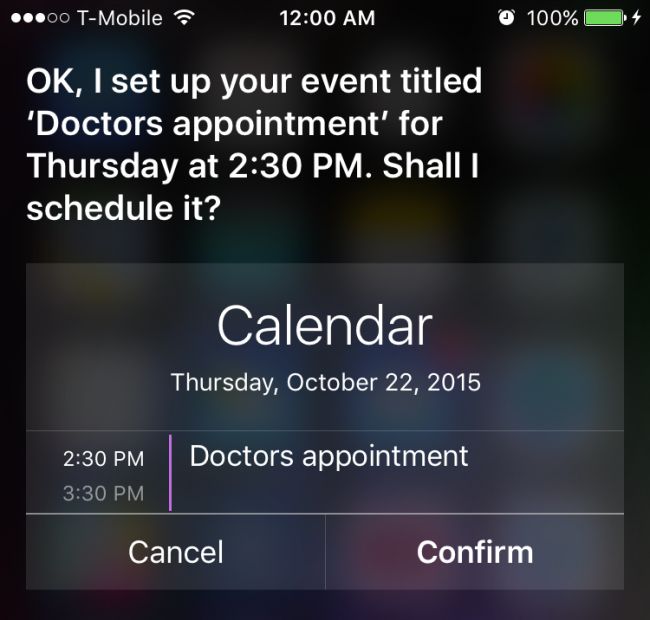 T-Mobile 12:00 AM 100%
OK, I set up your event titled
‘Doctors appointment’ for
Thursday at 2:30 PM. Shall I
schedule it?
Calendar
Thursday, October 22, 2015
2:30 PM Doctors appointment
3:30 PM
Cancel Confirm